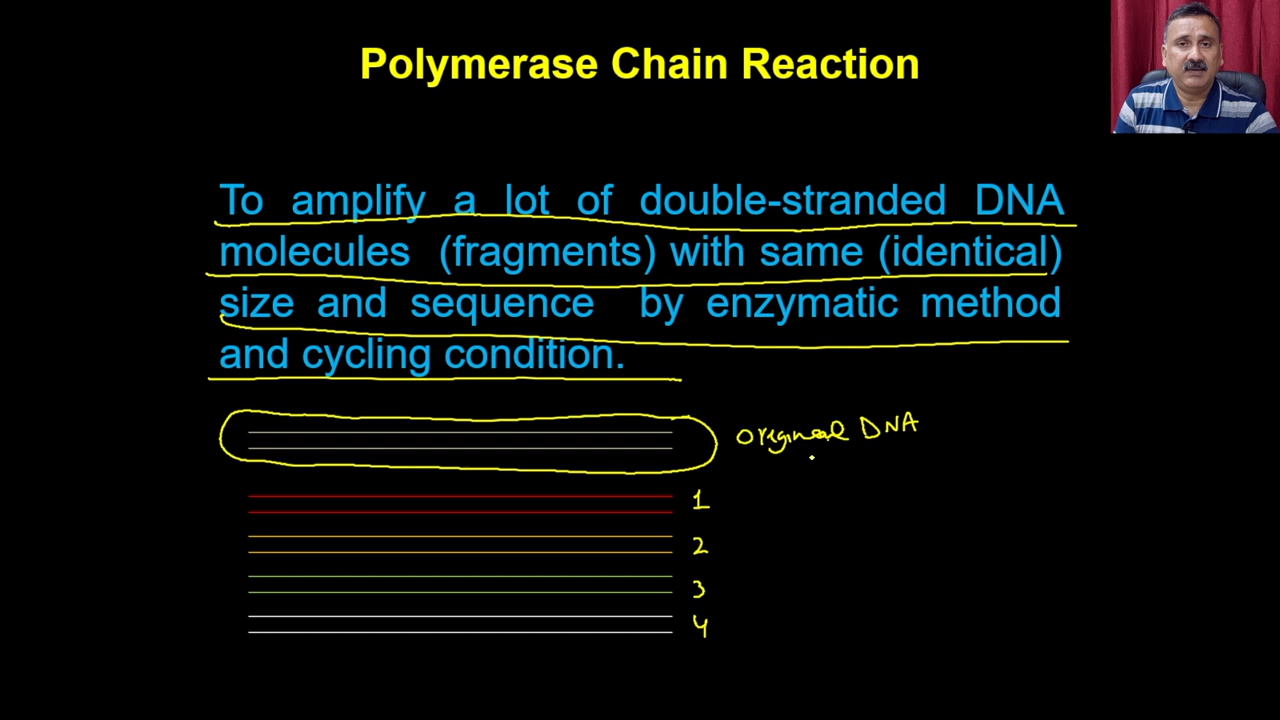 Polymerase Chain Reaction
To amplify a lot of double-stranded DNA
molecules (fragments) with same (identical)
size and sequence by enzymatic method
and cycling condition.
Original DNA
1
2
3
4